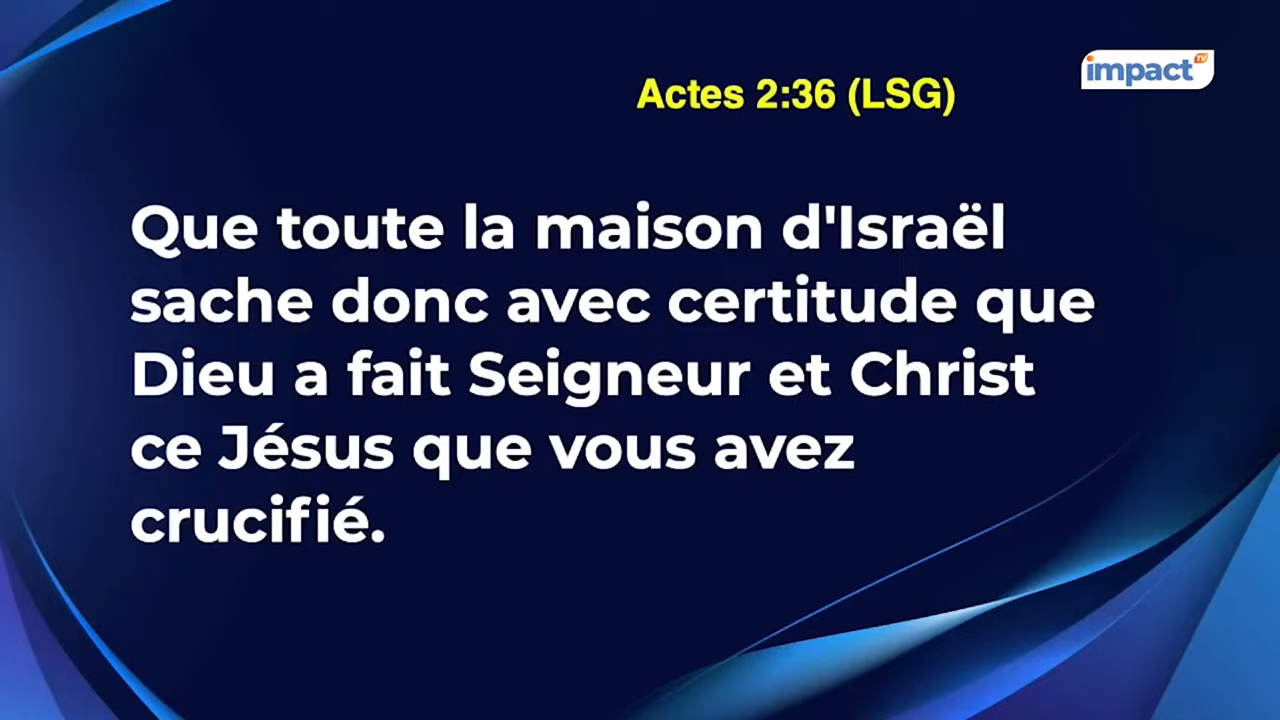 impact TV
Actes 2:36 (LSG)
Que toute la maison d'Israël
sache donc avec certitude que
Dieu a fait Seigneur et Christ
ce Jésus que vous avez
crucifié.